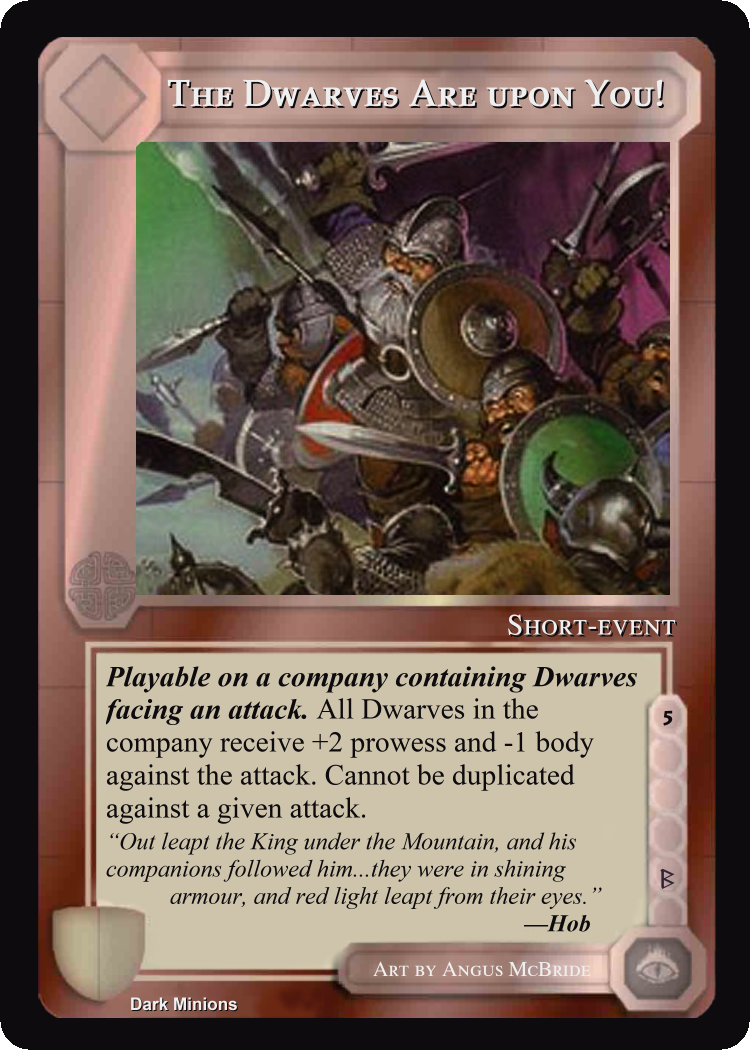 The Dwarves Are upon You!
Short-event
Playable on a company containing Dwarves
facing an attack. All Dwarves in the
company receive +2 prowess and -1 body
against the attack. Cannot be duplicated
against a given attack.
“Out leapt the King under the Mountain, and his
companions followed him...they were in shining
armour, and red light leapt from their eyes.”
—Hob
5
Art by Angus McBride
Dark Minions